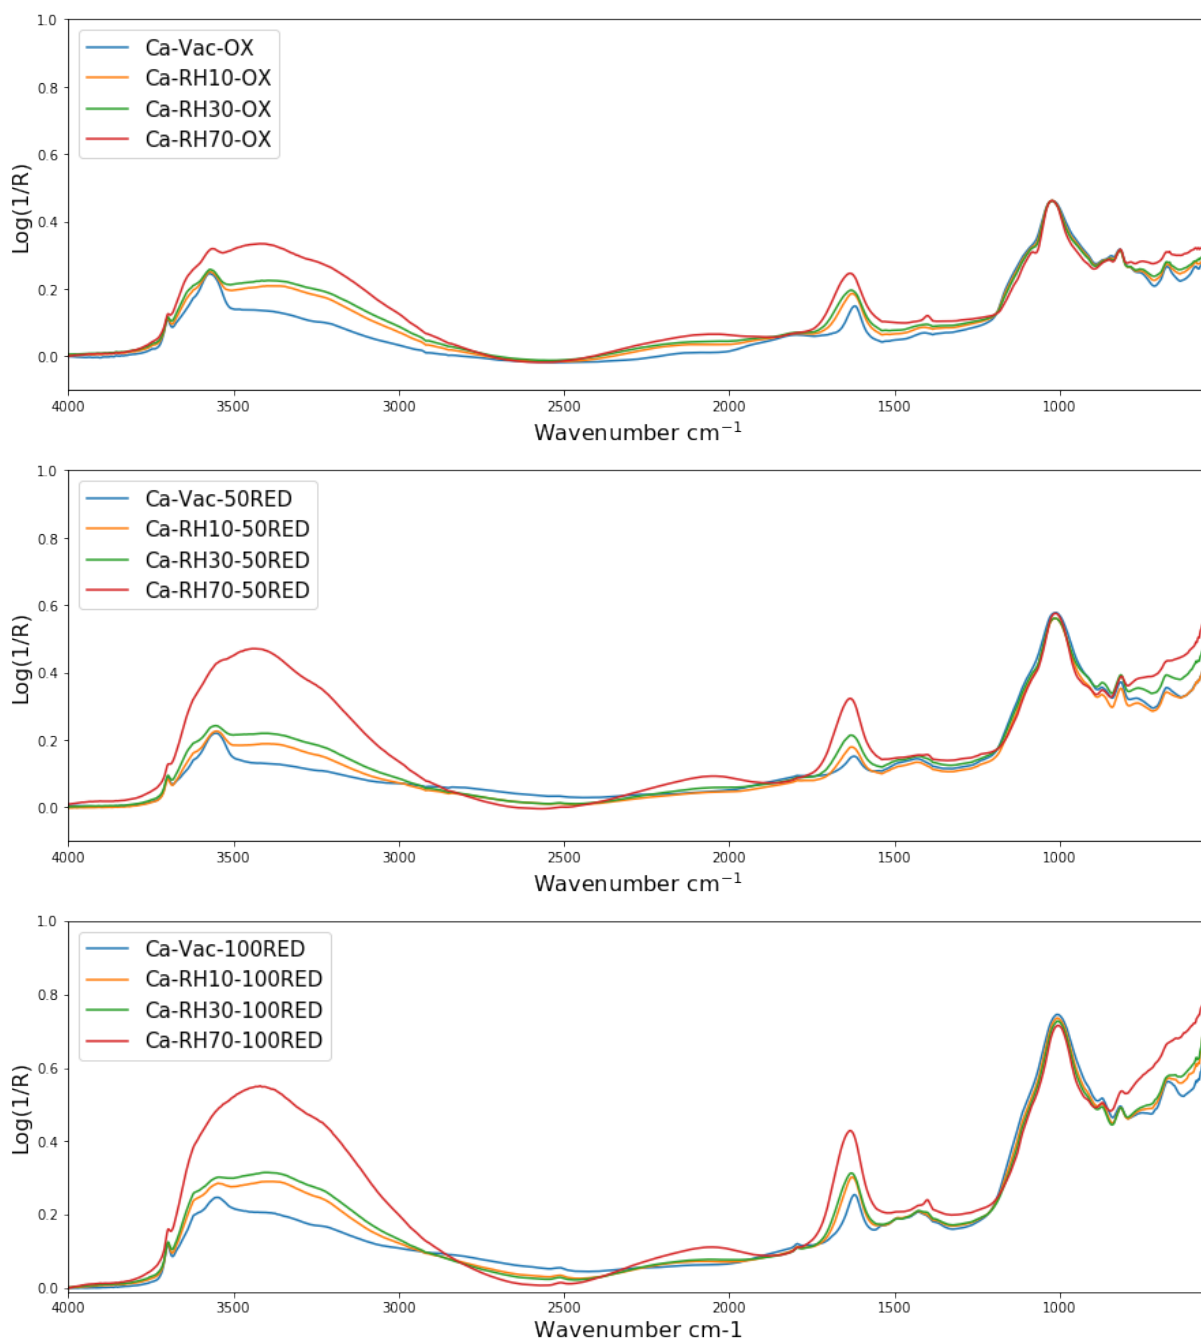 1.0
0.8
0.6
0.4
0.2
0.0
Log(1/R)
Ca-Vac-OX
Ca-RH10-OX
Ca-RH30-OX
Ca-RH70-OX
4000 3500 3000 2500 2000 1500 1000
Wavenumber cm⁻¹
1.0
0.8
0.6
0.4
0.2
0.0
Log(1/R)
Ca-Vac-50RED
Ca-RH10-50RED
Ca-RH30-50RED
Ca-RH70-50RED
4000 3500 3000 2500 2000 1500 1000
Wavenumber cm⁻¹
1.0
0.8
0.6
0.4
0.2
0.0
Log(1/R)
Ca-Vac-100RED
Ca-RH10-100RED
Ca-RH30-100RED
Ca-RH70-100RED
4000 3500 3000 2500 2000 1500 1000
Wavenumber cm-1